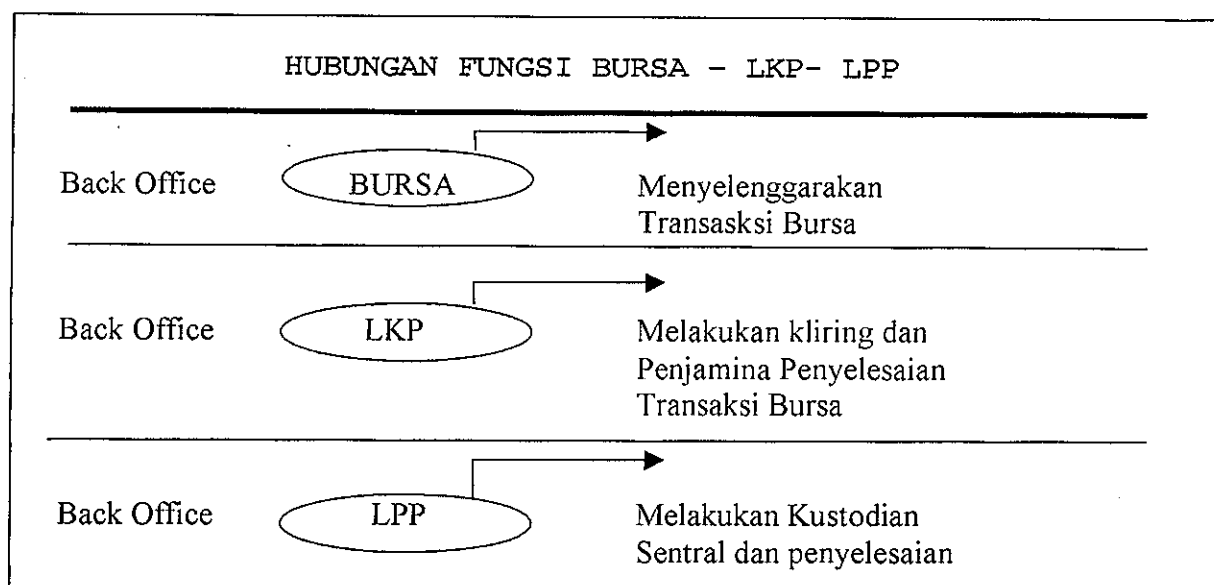 HUBUNGAN FUNGSI BURSA - LKP- LPP
Back Office BURSA Menyelenggarakan
Transasksi Bursa
Back Office LKP Melakukan kliring dan
Penjamina Penyelesaian
Transaksi Bursa
Back Office LPP Melakukan Kustodian
Sentral dan penyelesaian